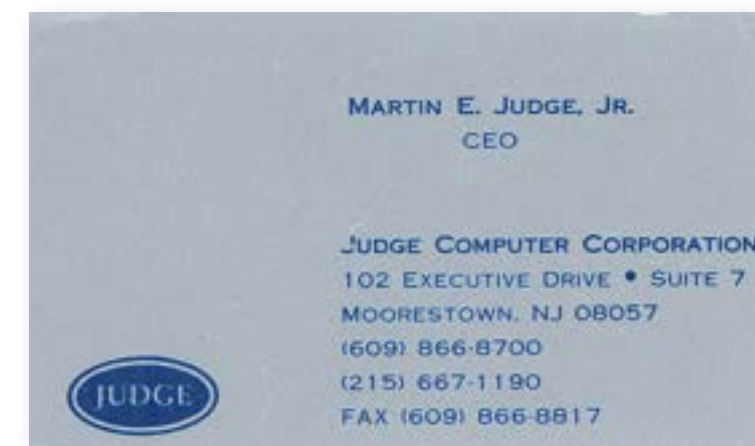 MARTIN E. JUDGE, JR.
CEO
JUDGE COMPUTER CORPORATION
102 EXECUTIVE DRIVE • SUITE 7
MOORESTOWN, NJ 08057
(609) 866-8700
(215) 667-1190
FAX (609) 866-8817
JUDGE